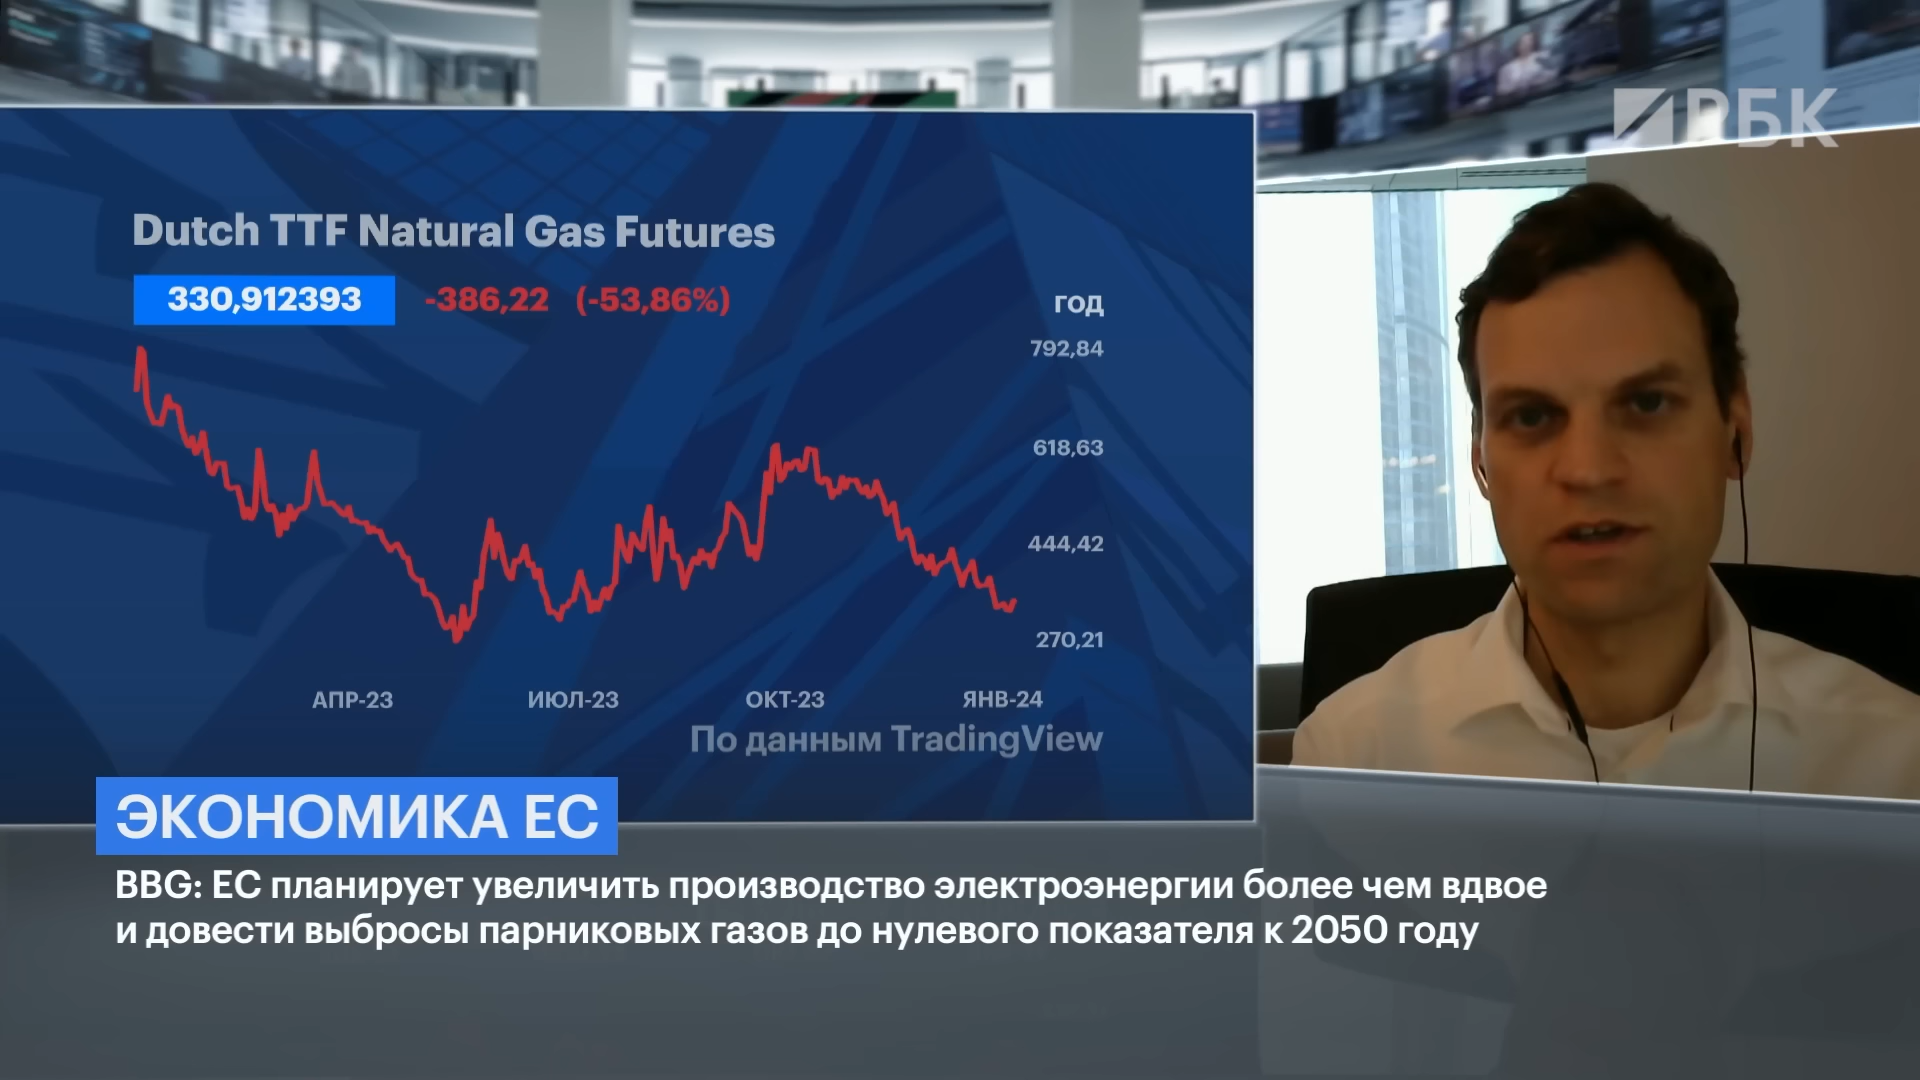 РБК
Dutch TTF Natural Gas Futures
330,912393 -386,22 (-53,86%)
ГОД
792,84
618,63
444,42
270,21
АПР-23 ИЮЛ-23 ОКТ-23 ЯНВ-24
По данным TradingView
ЭКОНОМИКА ЕС
BBG: ЕС планирует увеличить производство электроэнергии более чем вдвое
и довести выбросы парниковых газов до нулевого показателя к 2050 году